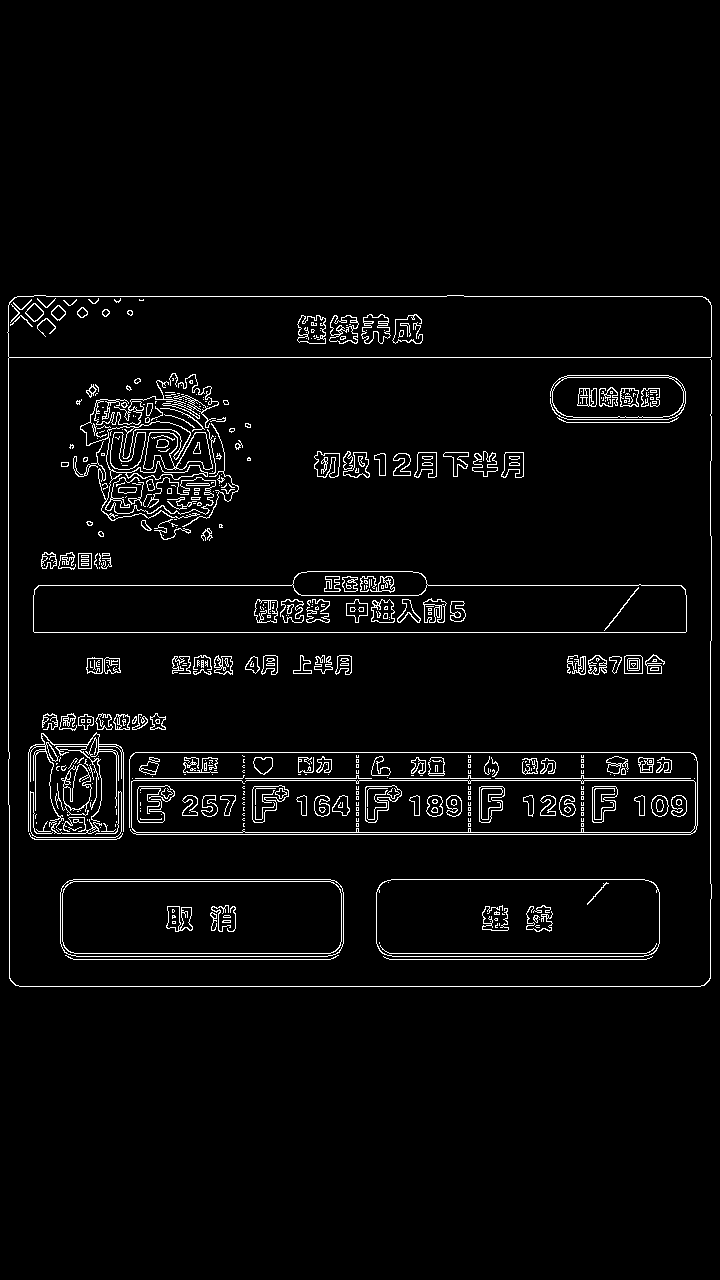 继续养成
新设!
URA
总决赛
删除数据
初级12月下半月
养成目标
正在挑战
樱花奖 中进入前5
期限 经典级 4月 上半月 剩余7回合
养成中优俊少女
速度 耐力 力量 毅力 智力
E+ 257 F+ 164 F+ 189 F 126 F 109
取消 继续